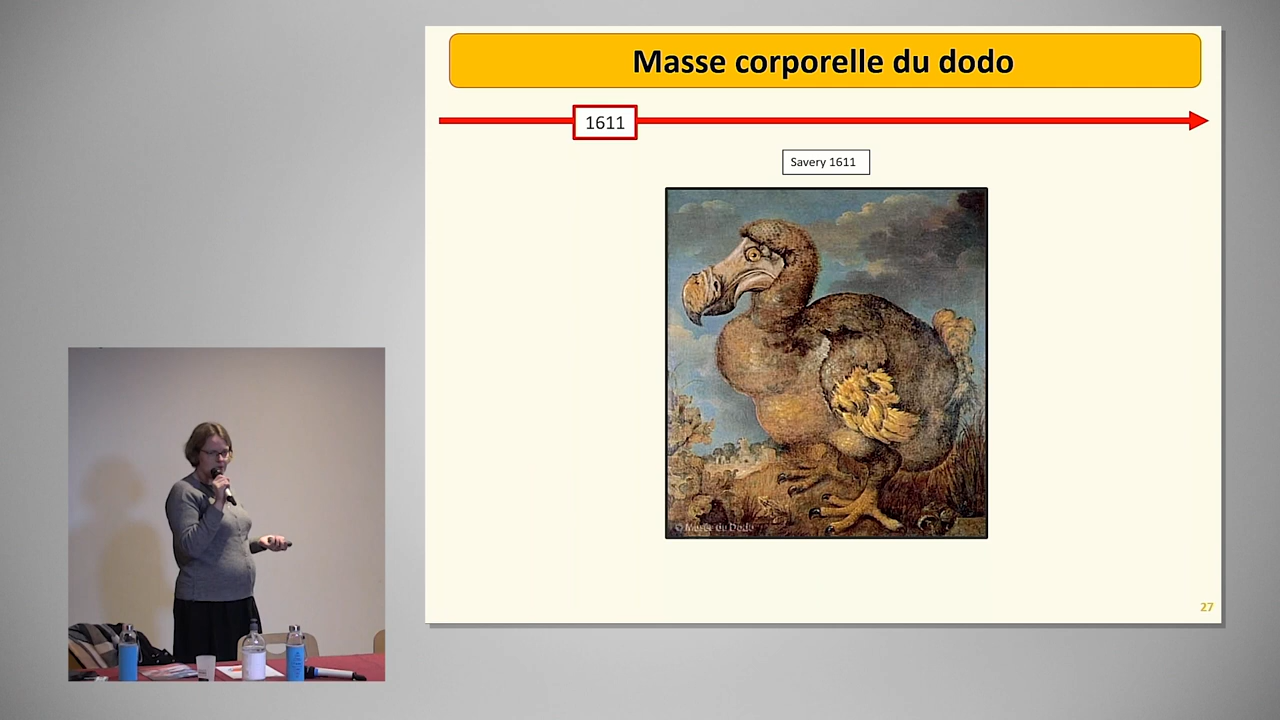 Masse corporelle du dodo
1611
Savery 1611
© Musée du Dodo
27